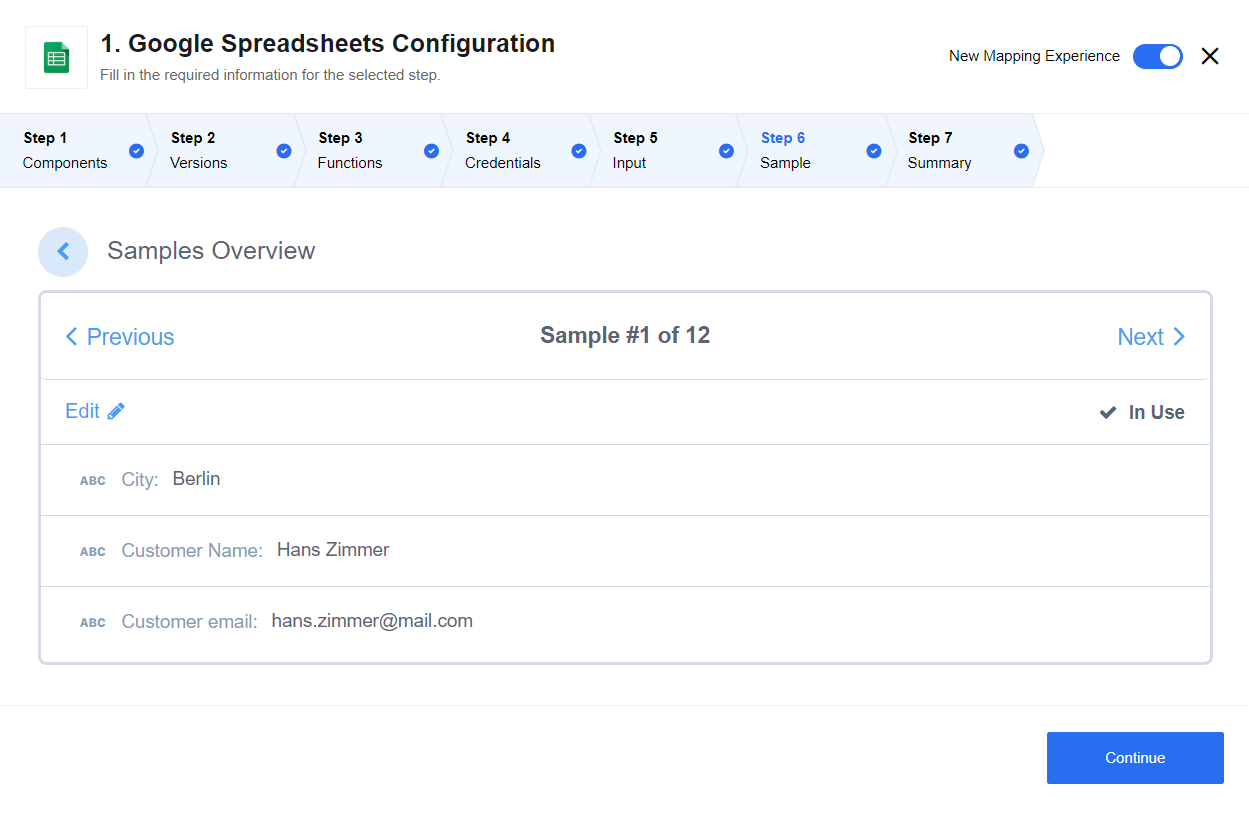 1. Google Spreadsheets Configuration
Fill in the required information for the selected step.
New Mapping Experience
Step 1
Components
Step 2
Versions
Step 3
Functions
Step 4
Credentials
Step 5
Input
Step 6
Sample
Step 7
Summary
Samples Overview
Previous
Sample #1 of 12
Next
Edit
In Use
ABC City: Berlin
ABC Customer Name: Hans Zimmer
ABC Customer email: hans.zimmer@mail.com
Continue